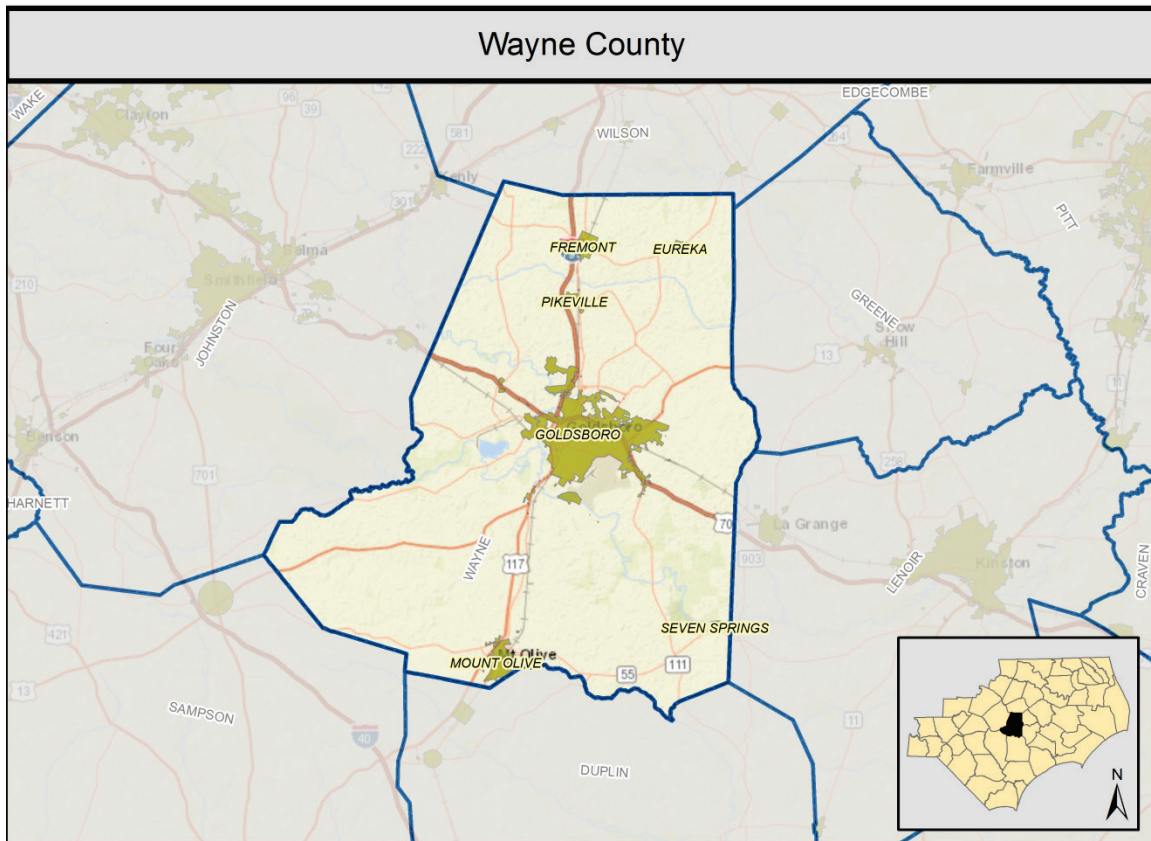 Wayne County
EDGECOMBE
WAKE
96
42
Clayton
39
581
WILSON
264
222
Kenly
Farmville
301
PITT
Selma
FREMONT
EUREKA
210
Smithfield
PIKEVILLE
GREENE
JOHNSTON
70
Snow
Hill
Four
Oaks
13
11
Goldsboro
GOLDSBORO
Benson
701
258
HARNETT
70
La Grange
903
WAYNE
117
LENOIR
Kinston
CRAVEN
421
SEVEN SPRINGS
13
Mt Olive
MOUNT OLIVE
55
111
SAMPSON
11
40
DUPLIN
N